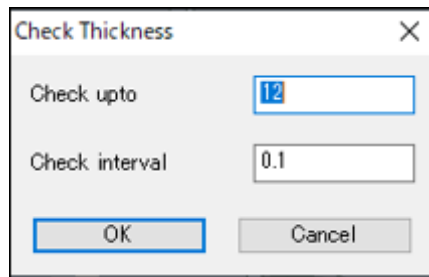 Check Thickness
Check upto 12
Check interval 0.1
OK Cancel